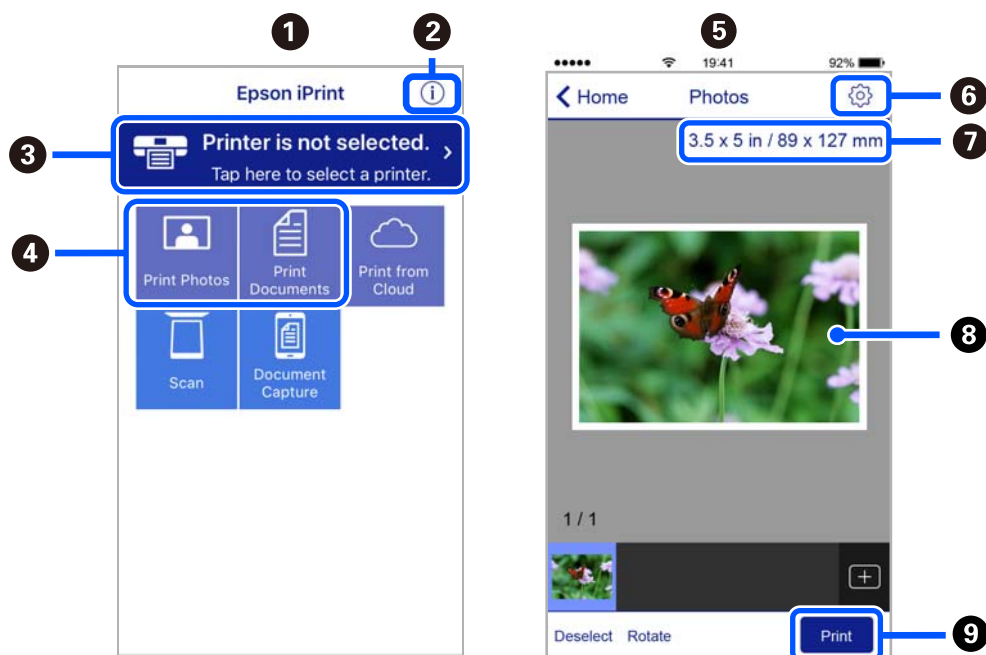 1
2
Epson iPrint
3
Printer is not selected.
Tap here to select a printer.
4
Print Photos
Print
Documents
Print from
Cloud
Scan
Document
Capture
5
19:41
92%
Home
Photos
6
3.5 x 5 in / 89 x 127 mm
7
8
1 / 1
Deselect
Rotate
Print
9